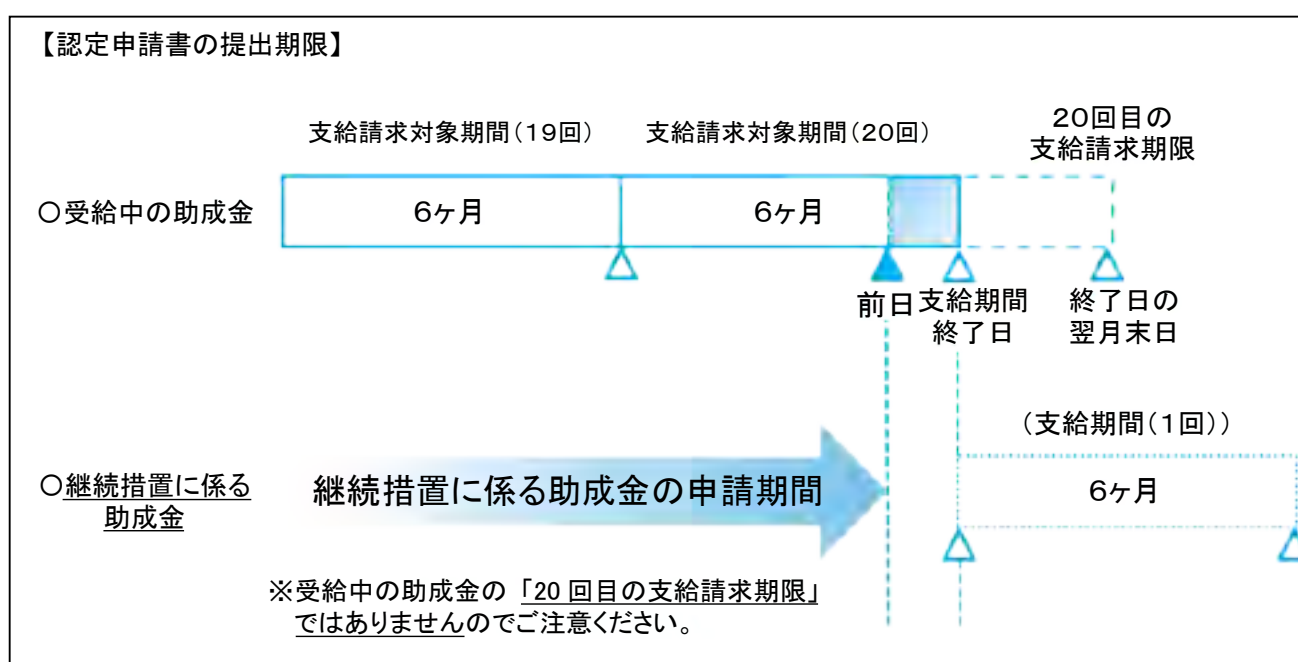 【認定申請書の提出期限】
支給請求対象期間（１９回）
支給請求対象期間（２０回）
２０回目の
支給請求期限
○受給中の助成金
６ヶ月
６ヶ月
前日
支給期間
終了日
終了日の
翌月末日
（支給期間（１回））
○継続措置に係る
助成金
継続措置に係る助成金の申請期間
６ヶ月
※受給中の助成金の「20 回目の支給請求期限」
ではありませんのでご注意ください。